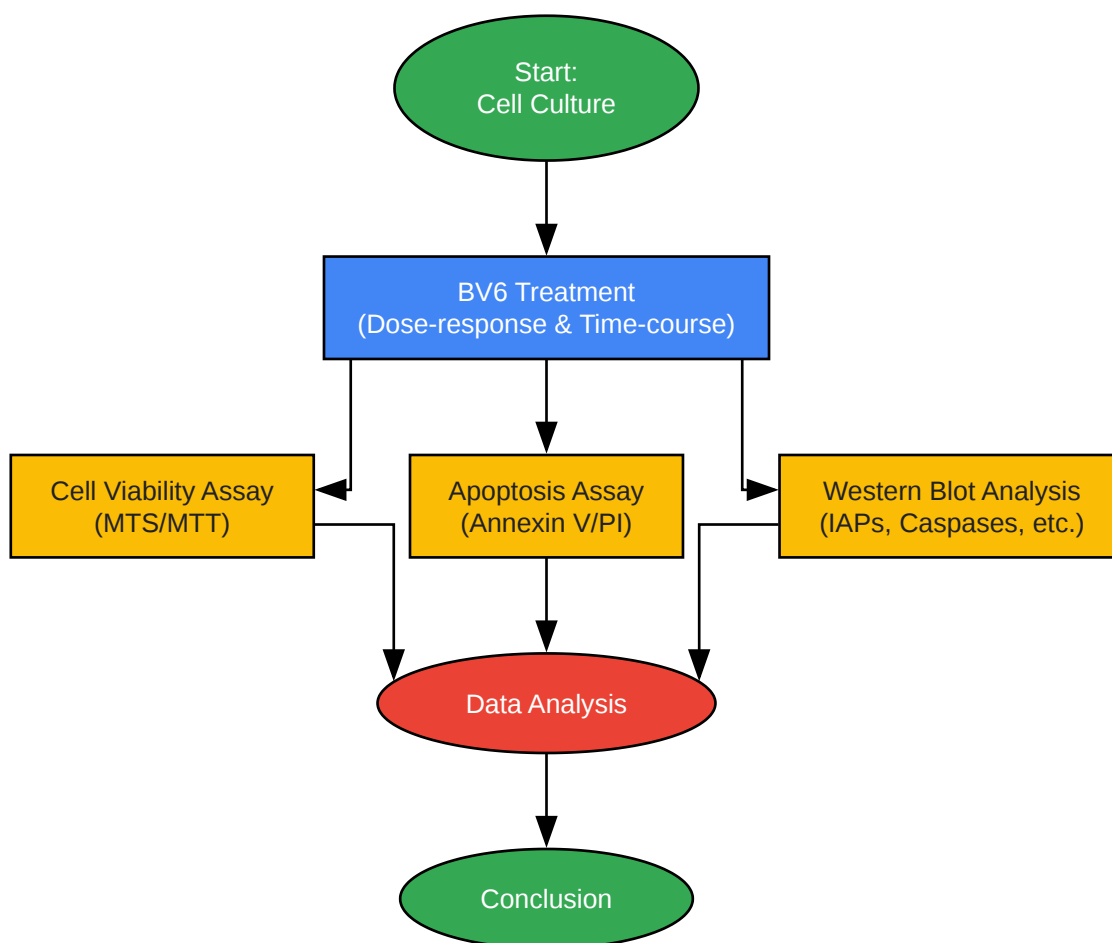 Start:
Cell Culture
BV6 Treatment
(Dose-response & Time-course)
Cell Viability Assay
(MTS/MTT)
Apoptosis Assay
(Annexin V/PI)
Western Blot Analysis
(IAPs, Caspases, etc.)
Data Analysis
Conclusion